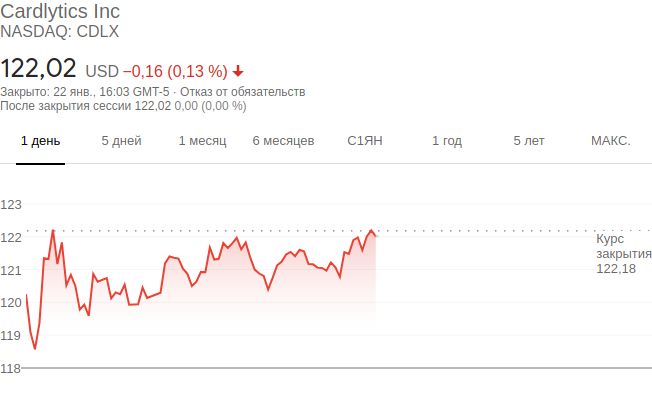 Cardlytics Inc
NASDAQ: CDLX
122,02 USD −0,16 (0,13 %)
Закрыто: 22 янв., 16:03 GMT-5 · Отказ от обязательств
После закрытия сессии 122,02 0,00 (0,00 %)
1 день 5 дней 1 месяц 6 месяцев С1ЯН 1 год 5 лет МАКС.
123
122
121
120
119
118
Курс
закрытия
122,18